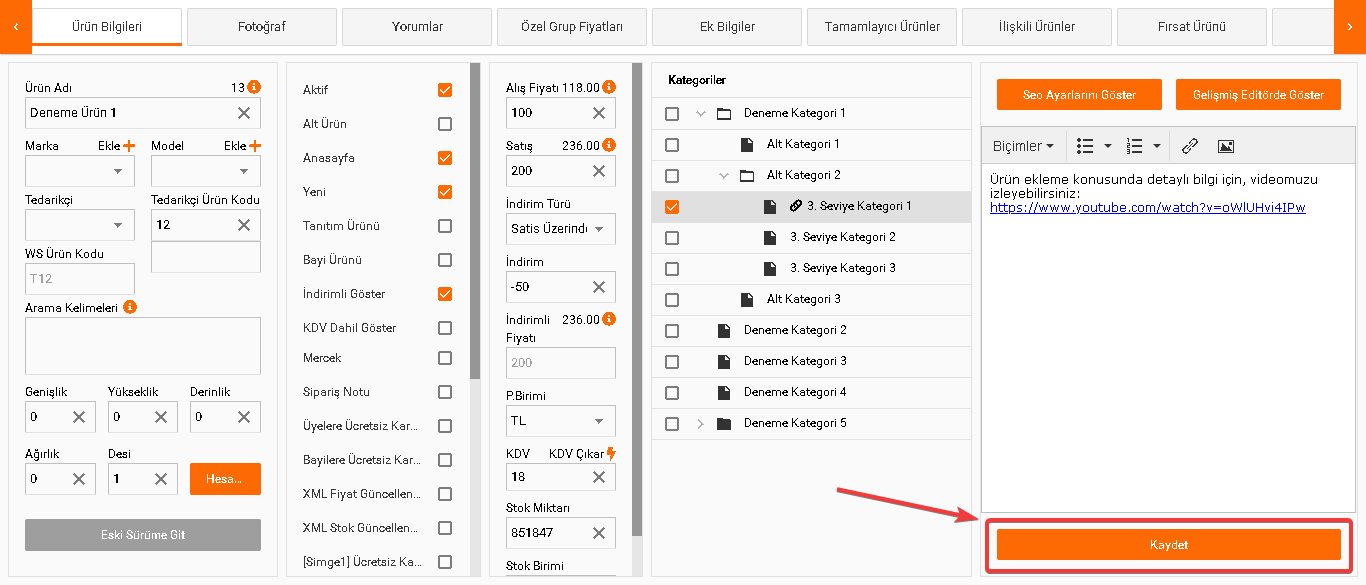 Ürün Bilgileri
Fotoğraf
Yorumlar
Özel Grup Fiyatları
Ek Bilgiler
Tamamlayıcı Ürünler
İlişkili Ürünler
Fırsat Ürünü
Ürün Adı 13
Deneme Ürün 1
Marka Ekle
Model Ekle
Tedarikçi
Tedarikçi Ürün Kodu
12
WS Ürün Kodu
T12
Arama Kelimeleri
Genişlik
Yükseklik
Derinlik
0
0
0
Ağırlık
Desi
0
1
Hesa...
Eski Sürüme Git
Aktif
Alt Ürün
Anasayfa
Yeni
Tanıtım Ürünü
Bayi Ürünü
İndirimli Göster
KDV Dahil Göster
Mercek
Sipariş Notu
Üyelere Ücretsiz Kar...
Bayilere Ücretsiz Kar...
XML Fiyat Güncellen...
XML Stok Güncellen...
[Simge1] Ücretsiz Ka...
Alış Fiyatı 118.00
100
Satış 236.00
200
İndirim Türü
Satis Üzerind
İndirim
-50
İndirimli 236.00
Fiyatı
200
P.Birimi
TL
KDV KDV Çıkar
18
Stok Miktarı
851847
Stok Birimi
Kategoriler
Deneme Kategori 1
Alt Kategori 1
Alt Kategori 2
3. Seviye Kategori 1
3. Seviye Kategori 2
3. Seviye Kategori 3
Alt Kategori 3
Deneme Kategori 2
Deneme Kategori 3
Deneme Kategori 4
Deneme Kategori 5
Seo Ayarlarını Göster
Gelişmiş Editörde Göster
Biçimler
Ürün ekleme konusunda detaylı bilgi için, videomuzu
izleyebilirsiniz:
https://www.youtube.com/watch?v=oWlUHvi4IPw
Kaydet